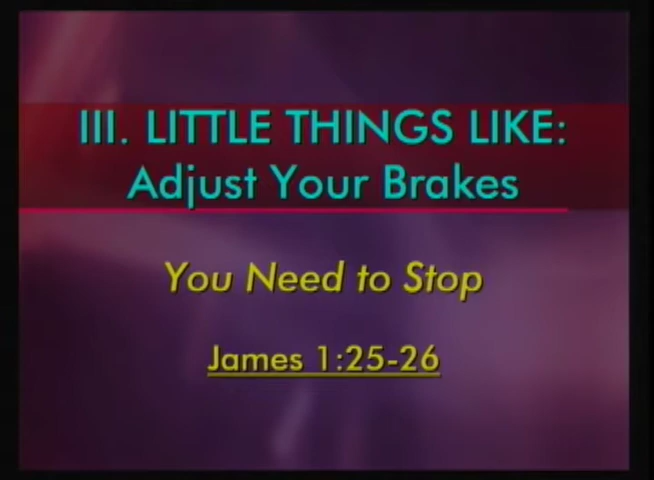 III. LITTLE THINGS LIKE:
Adjust Your Brakes
You Need to Stop
James 1:25-26